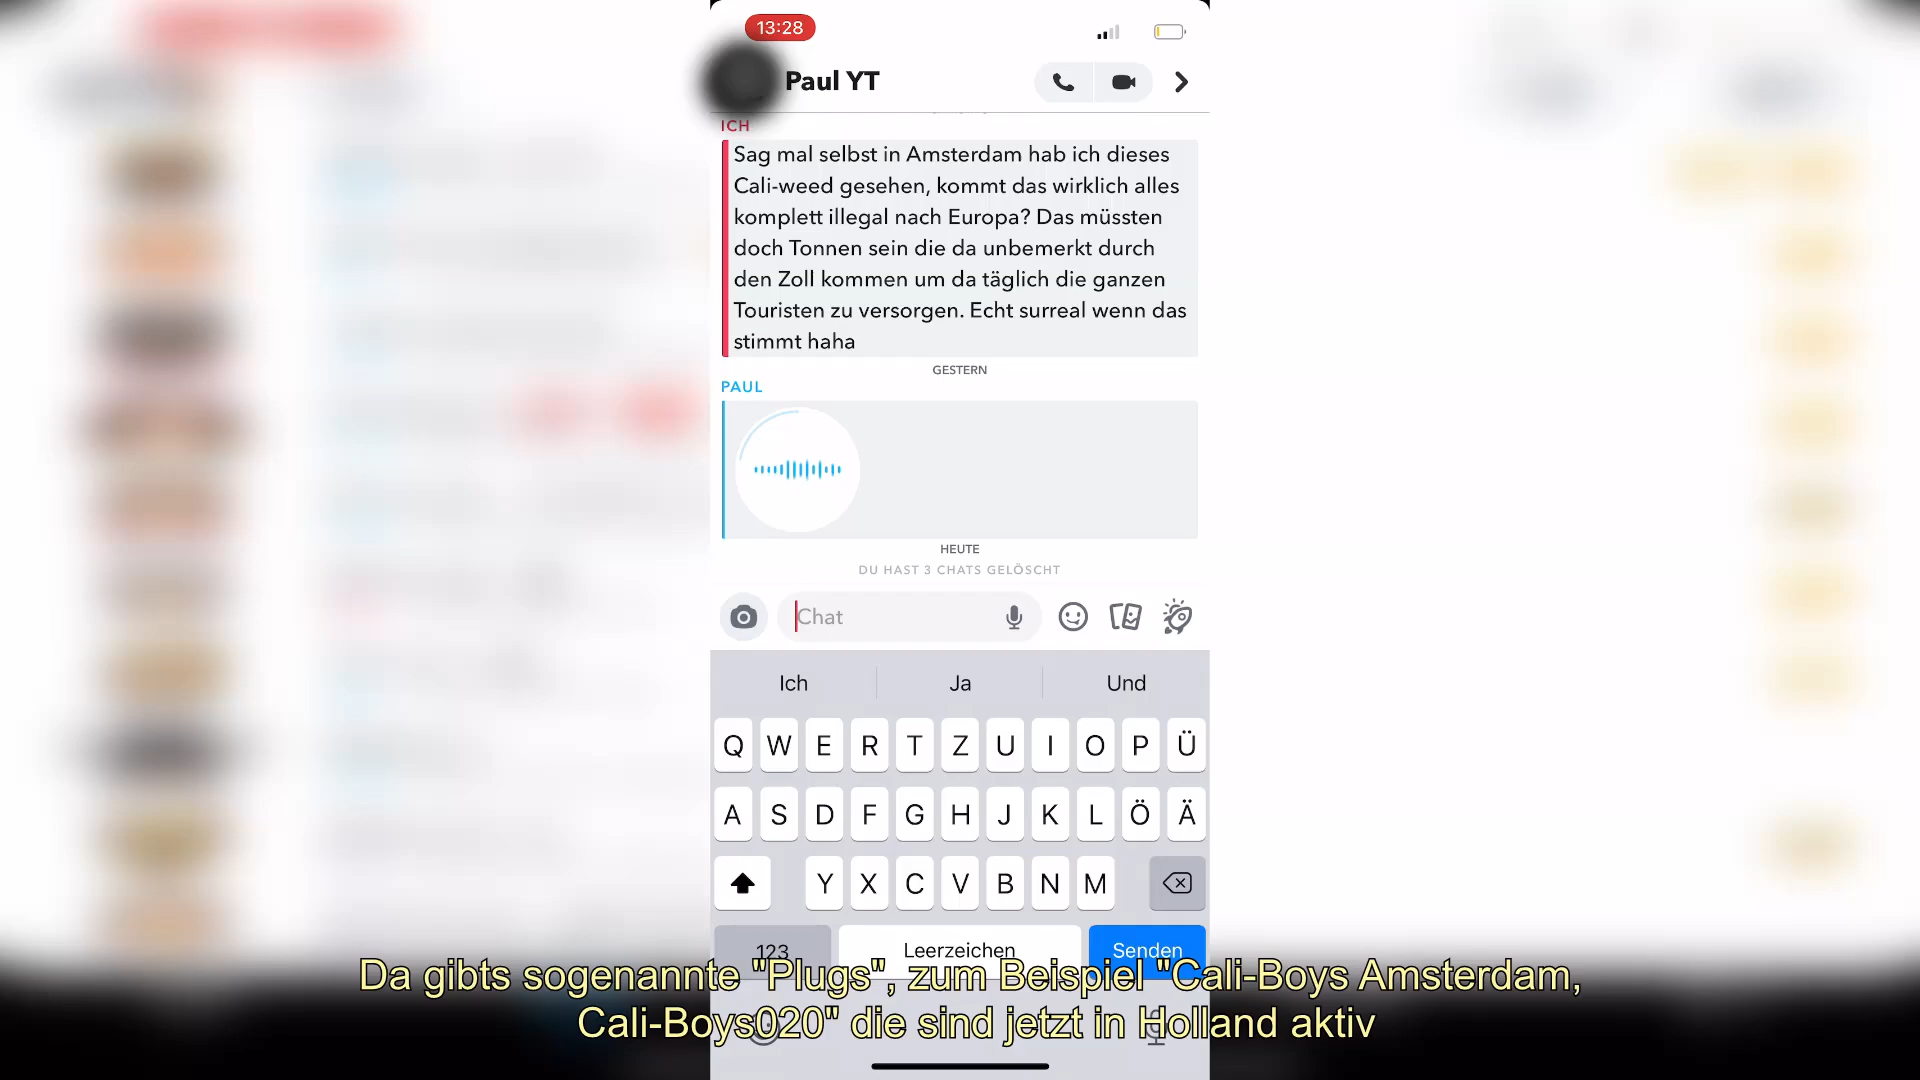 13:28
Paul YT
ICH
Sag mal selbst in Amsterdam hab ich dieses
Cali-weed gesehen, kommt das wirklich alles
komplett illegal nach Europa? Das müssten
doch Tonnen sein die da unbemerkt durch
den Zoll kommen um da täglich die ganzen
Touristen zu versorgen. Echt surreal wenn das
stimmt haha
GESTERN
PAUL
HEUTE
DU HAST 3 CHATS GELÖSCHT
Chat
Ich Ja Und
Q W E R T Z U I O P Ü
A S D F G H J K L Ö Ä
Y X C V B N M
123 Leerzeichen Senden
Da gibts sogenannte "Plugs", zum Beispiel "Cali-Boys Amsterdam,
Cali-Boys020" die sind jetzt in Holland aktiv